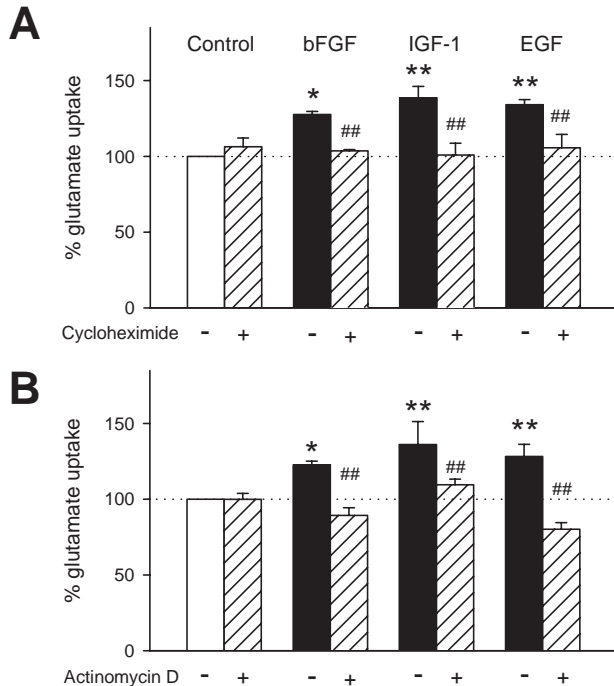 A
Control bFGF IGF-1 EGF
% glutamate uptake
150
100
50
0
* ** **
## ## ##
Cycloheximide - + - + - + - +
B
% glutamate uptake
150
100
50
0
* ** **
## ## ##
Actinomycin D - + - + - + - +